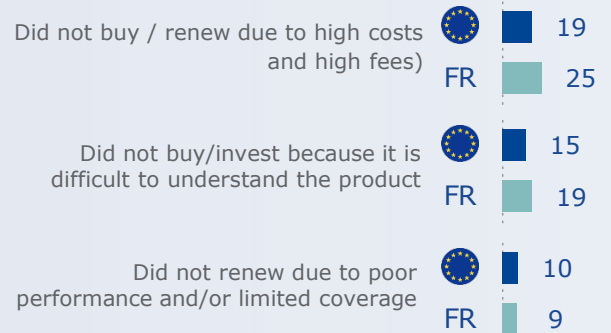 Did not buy / renew due to high costs
and high fees)
19
FR 25
Did not buy/invest because it is
difficult to understand the product
15
FR 19
Did not renew due to poor
performance and/or limited coverage
10
FR 9